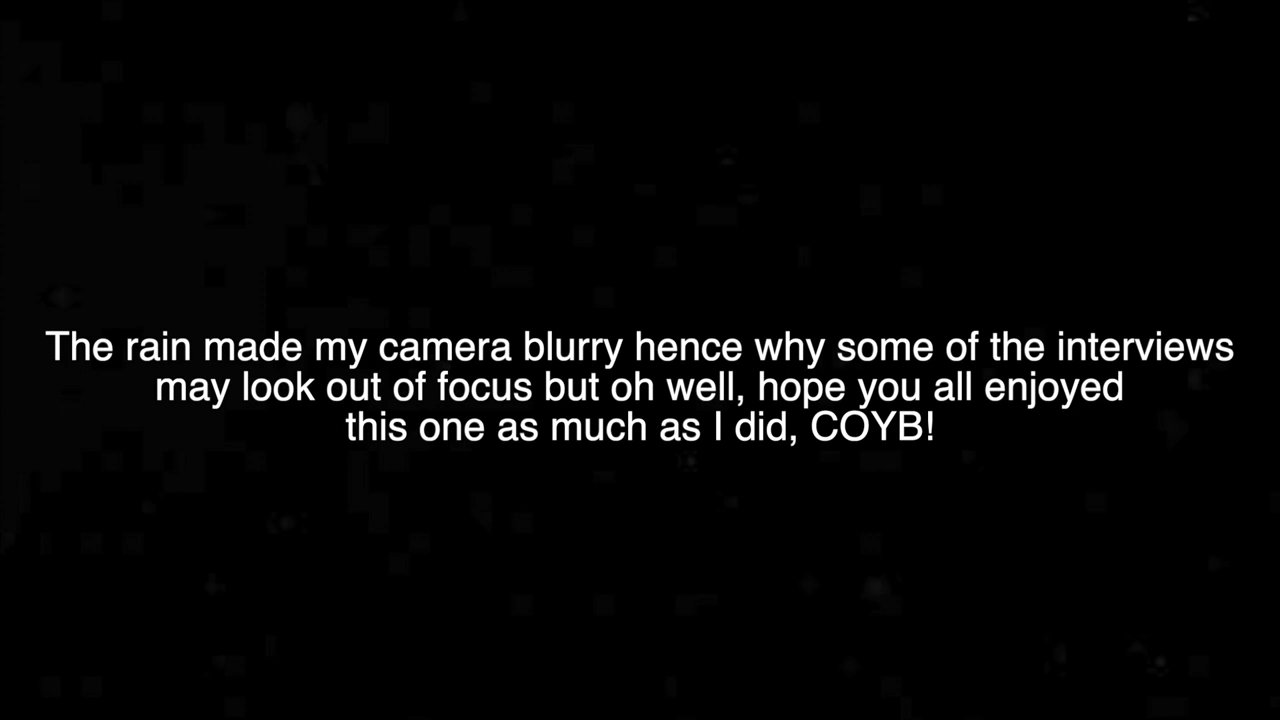 The rain made my camera blurry hence why some of the interviews
may look out of focus but oh well, hope you all enjoyed
this one as much as I did, COYB!